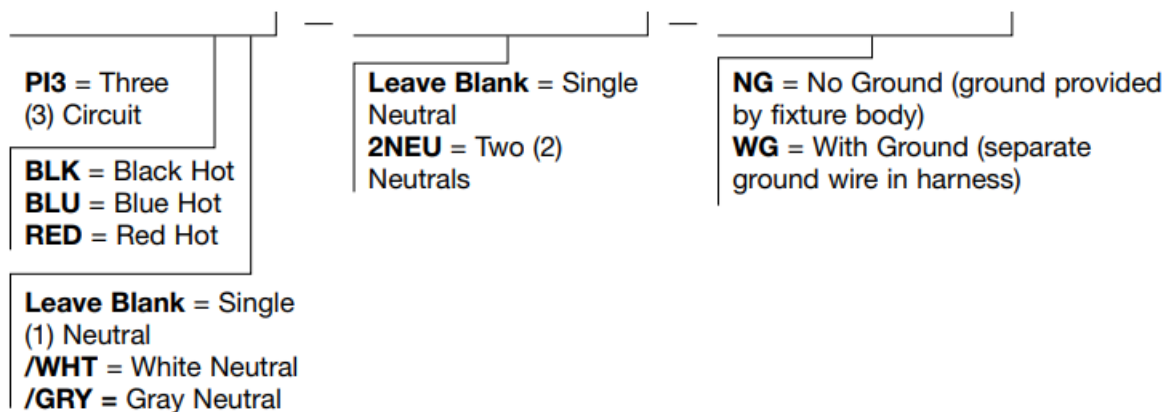 PI3 = Three
(3) Circuit
BLK = Black Hot
BLU = Blue Hot
RED = Red Hot
Leave Blank = Single
(1) Neutral
/WHT = White Neutral
/GRY = Gray Neutral
Leave Blank = Single
Neutral
2NEU = Two (2)
Neutrals
NG = No Ground (ground provided
by fixture body)
WG = With Ground (separate
ground wire in harness)